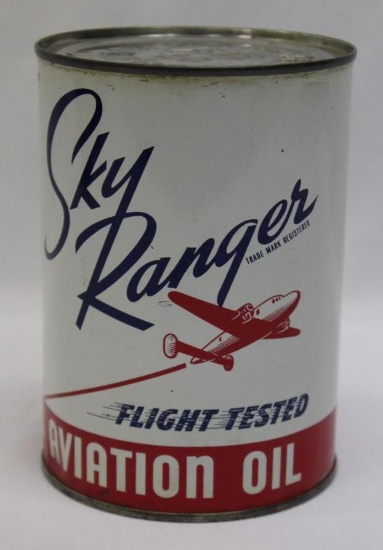 Sky
Ranger
TRADE MARK REGISTERED
FLIGHT TESTED
AVIATION OIL